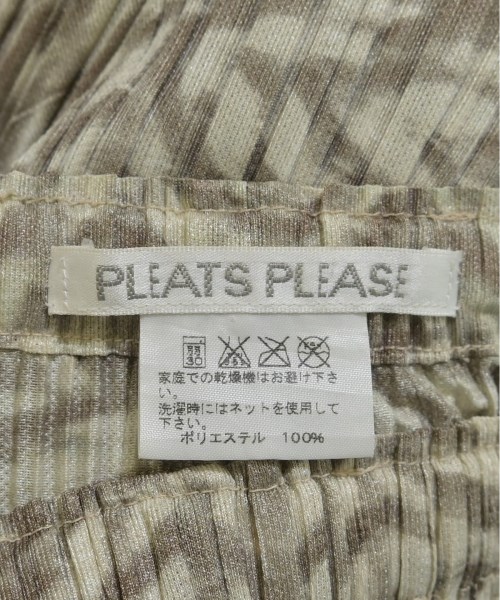 PLEATS PLEASE
家庭での乾燥機はお避け下さ
い。
洗濯時にはネットを使用して
下さい。
ポリエステル 100%